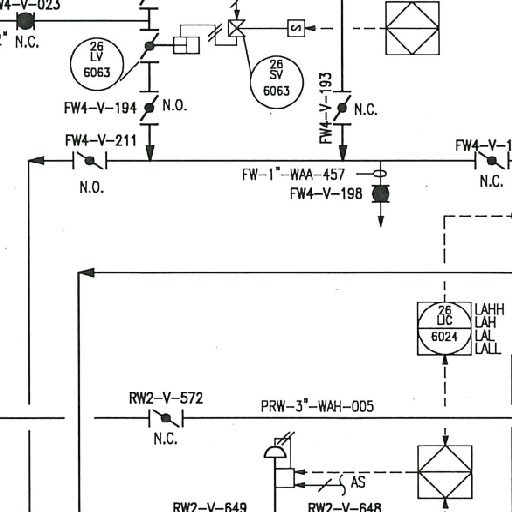 4-V-023
2" N.C.
26
LV
6063
S
26
SV
6063
FW4-V-194
N.O.
FW4-V-193
N.C.
FW4-V-211
N.O.
FW4-V-1
N.C.
FW-1"-WAA-457
FW4-V-198
26
LIC
6024
LAHH
LAH
LAL
LALL
RW2-V-572
N.C.
PRW-3"-WAH-005
AS
RW2-V-649
RW2-V-648